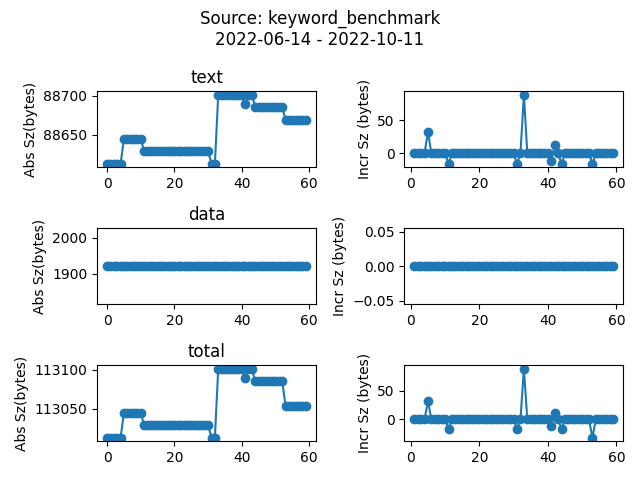 Source: keyword_benchmark
2022-06-14 - 2022-10-11
text
Abs Sz(bytes)
88700
88650
0 20 40 60
Incr Sz (bytes)
50
0
0 20 40 60
data
Abs Sz(bytes)
2000
1900
0 20 40 60
Incr Sz (bytes)
0.05
0.00
−0.05
0 20 40 60
total
Abs Sz(bytes)
113100
113050
0 20 40 60
Incr Sz (bytes)
50
0
0 20 40 60